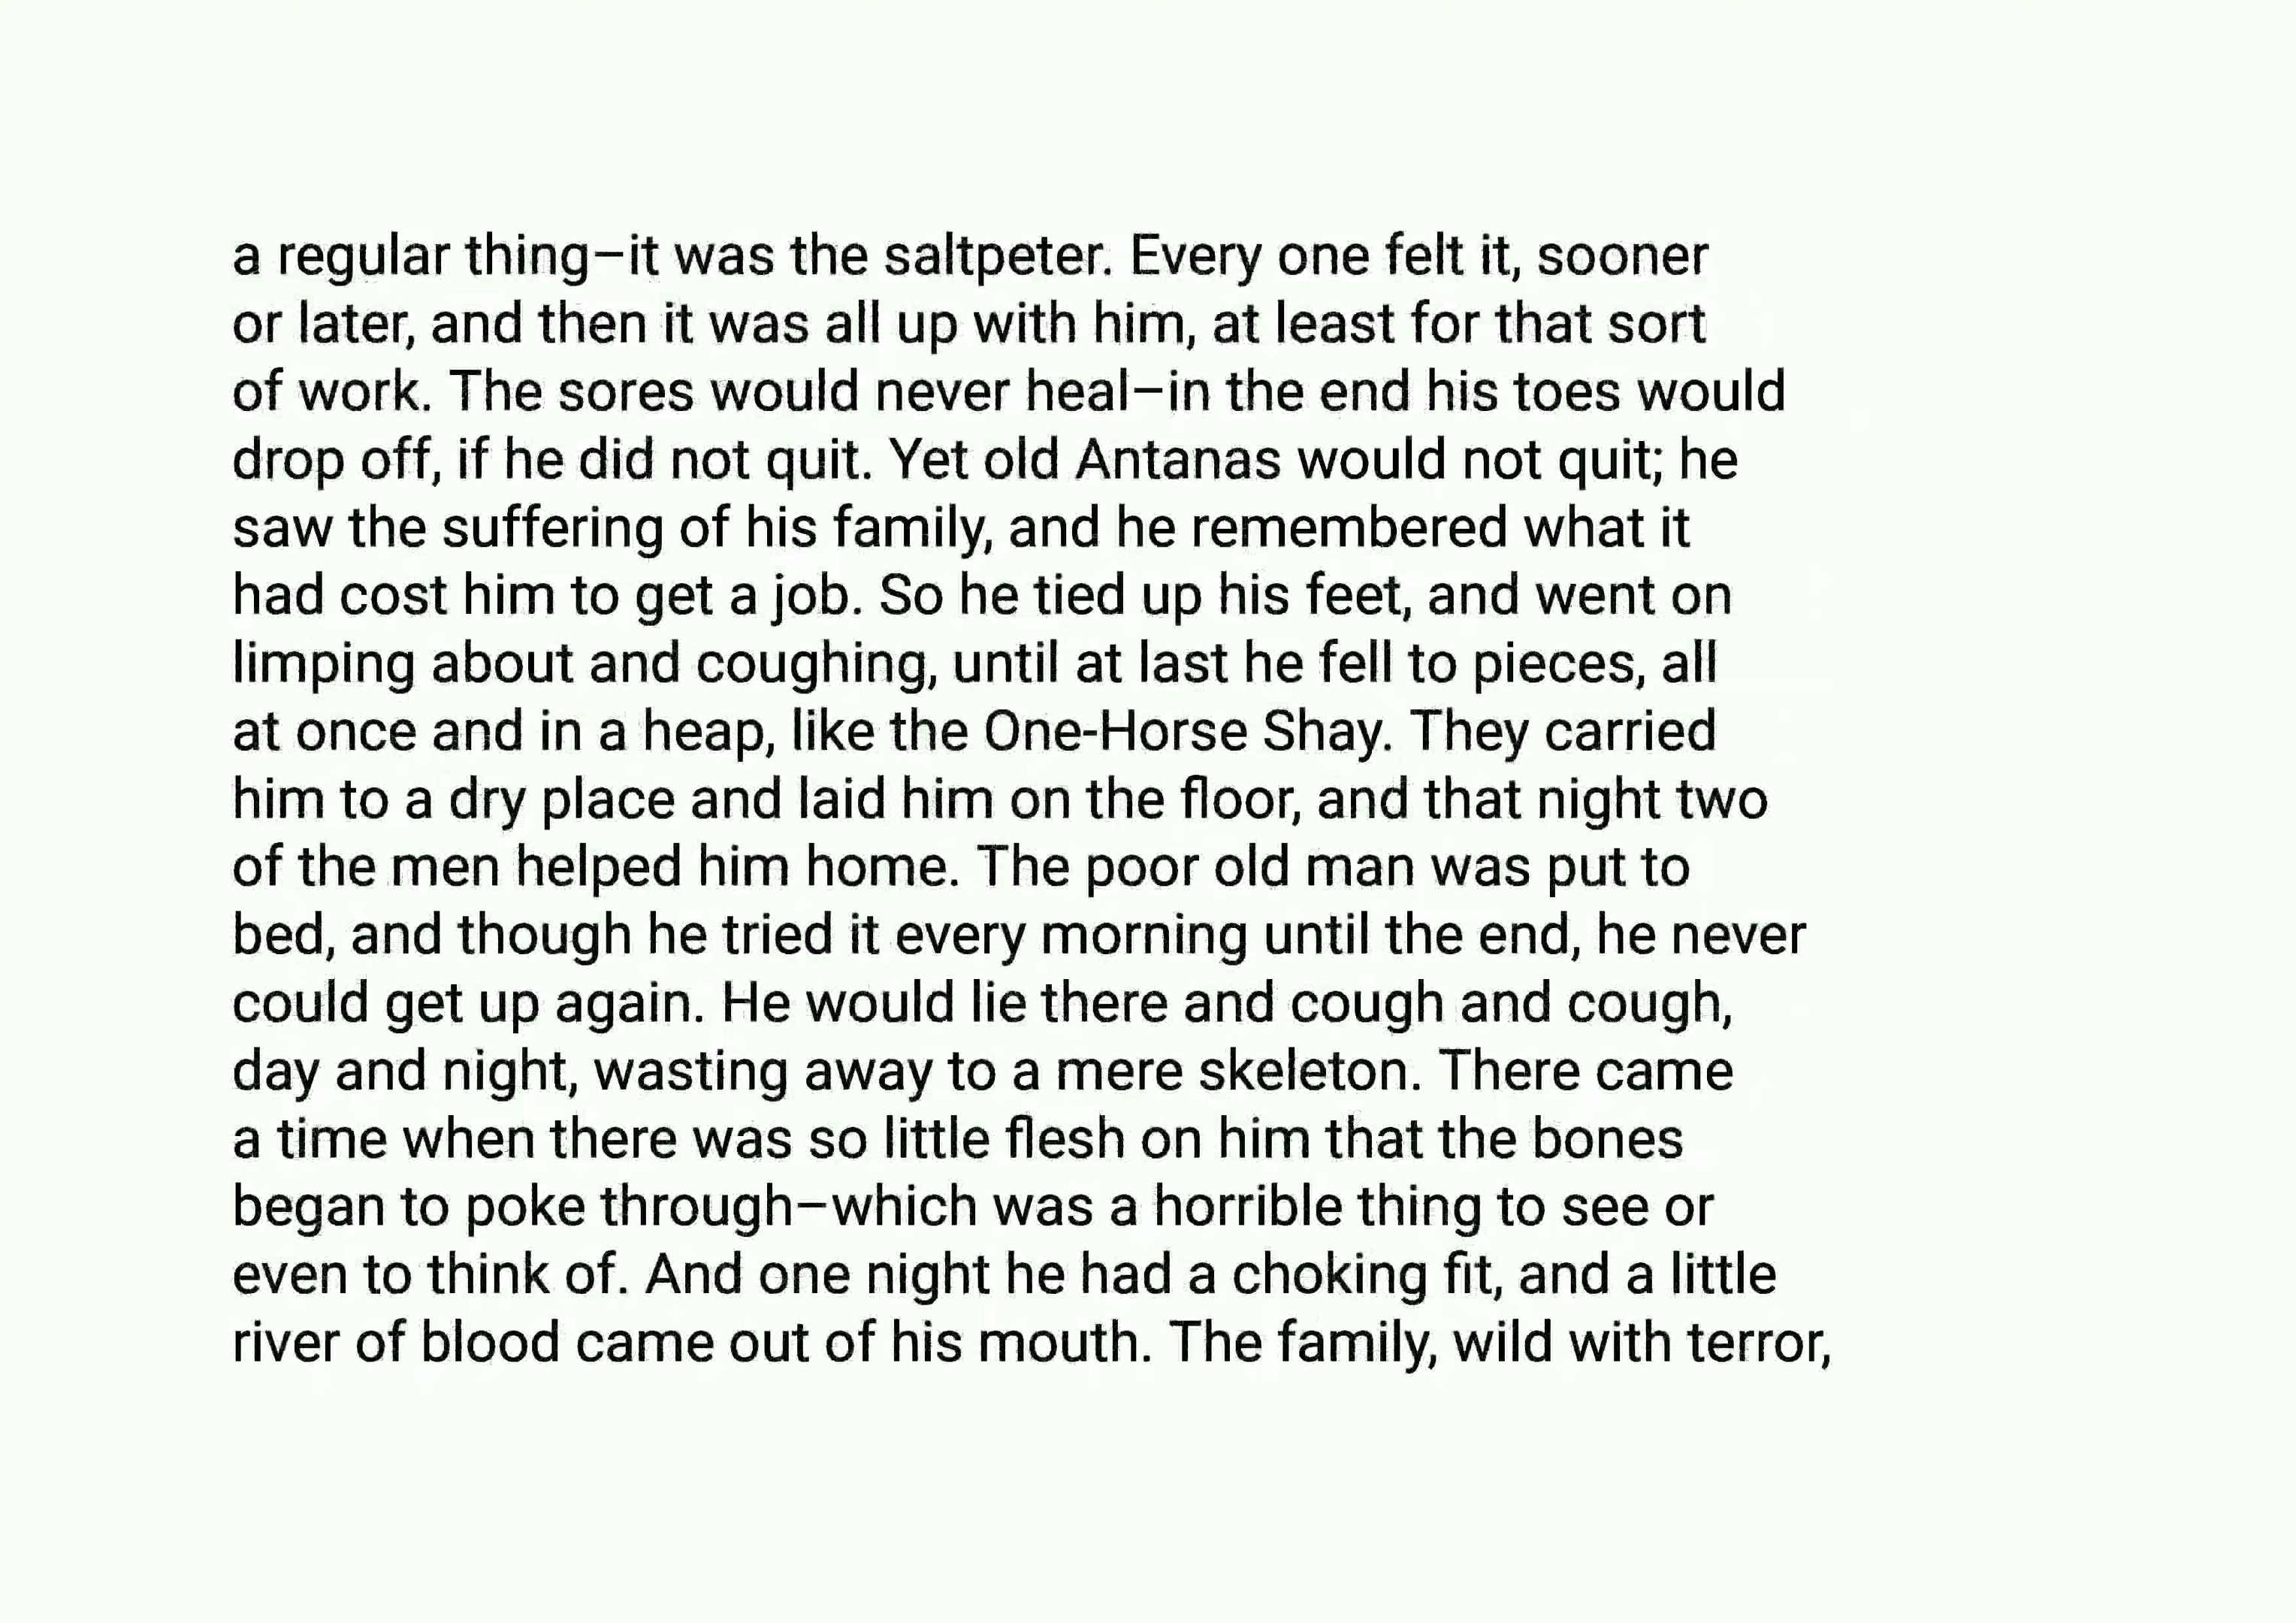 a regular thing–it was the saltpeter. Every one felt it, sooner
or later, and then it was all up with him, at least for that sort
of work. The sores would never heal–in the end his toes would
drop off, if he did not quit. Yet old Antanas would not quit; he
saw the suffering of his family, and he remembered what it
had cost him to get a job. So he tied up his feet, and went on
limping about and coughing, until at last he fell to pieces, all
at once and in a heap, like the One-Horse Shay. They carried
him to a dry place and laid him on the floor, and that night two
of the men helped him home. The poor old man was put to
bed, and though he tried it every morning until the end, he never
could get up again. He would lie there and cough and cough,
day and night, wasting away to a mere skeleton. There came
a time when there was so little flesh on him that the bones
began to poke through–which was a horrible thing to see or
even to think of. And one night he had a choking fit, and a little
river of blood came out of his mouth. The family, wild with terror,